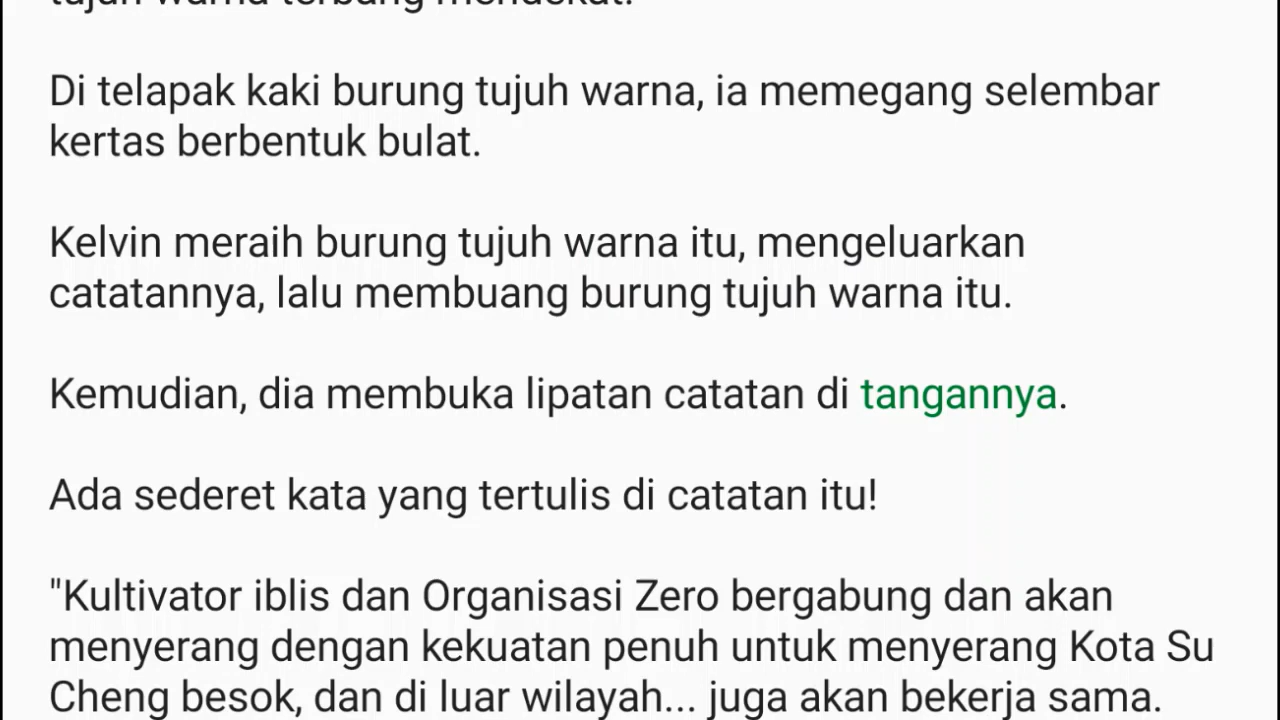 Di telapak kaki burung tujuh warna, ia memegang selembar
kertas berbentuk bulat.
Kelvin meraih burung tujuh warna itu, mengeluarkan
catatannya, lalu membuang burung tujuh warna itu.
Kemudian, dia membuka lipatan catatan di tangannya.
Ada sederet kata yang tertulis di catatan itu!
"Kultivator iblis dan Organisasi Zero bergabung dan akan
menyerang dengan kekuatan penuh untuk menyerang Kota Su
Cheng besok, dan di luar wilayah... juga akan bekerja sama.